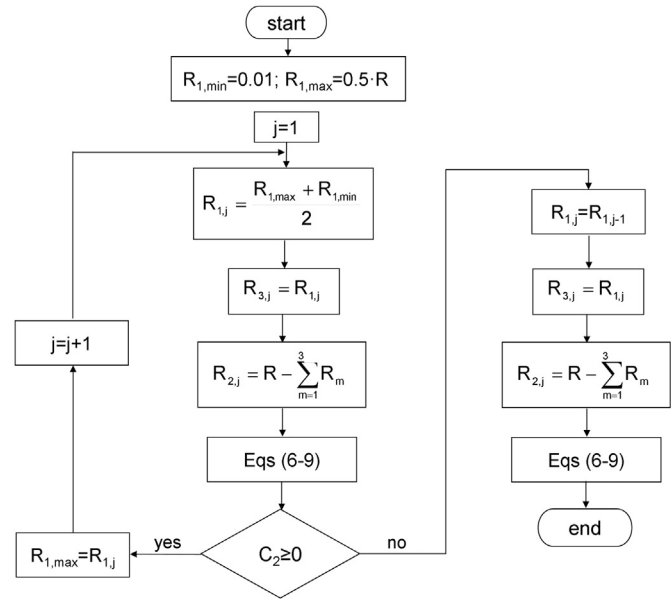 start
R1,min=0.01; R1,max=0.5·R
j=1
R1,j = (R1,max + R1,min) / 2
R3,j = R1,j
R2,j = R − ∑m=1^3 Rm
Eqs (6-9)
C2≥0
yes
R1,max=R1,j
j=j+1
no
R1,j=R1,j-1
R3,j = R1,j
R2,j = R − ∑m=1^3 Rm
Eqs (6-9)
end